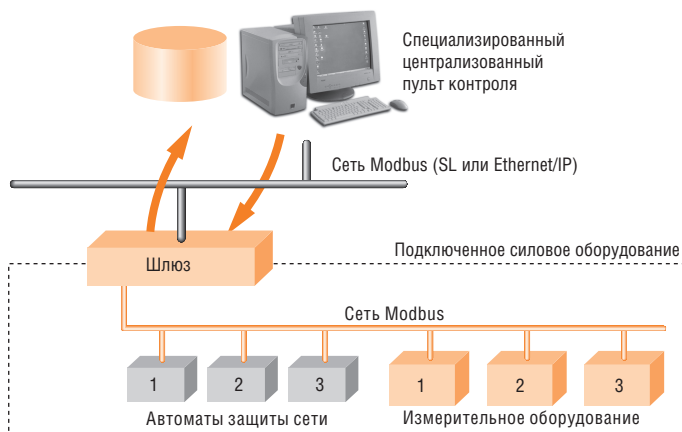 Специализированный
централизованный
пульт контроля
Сеть Modbus (SL или Ethernet/IP)
Подключенное силовое оборудование
Шлюз
Сеть Modbus
1 2 3 1 2 3
Автоматы защиты сети Измерительное оборудование